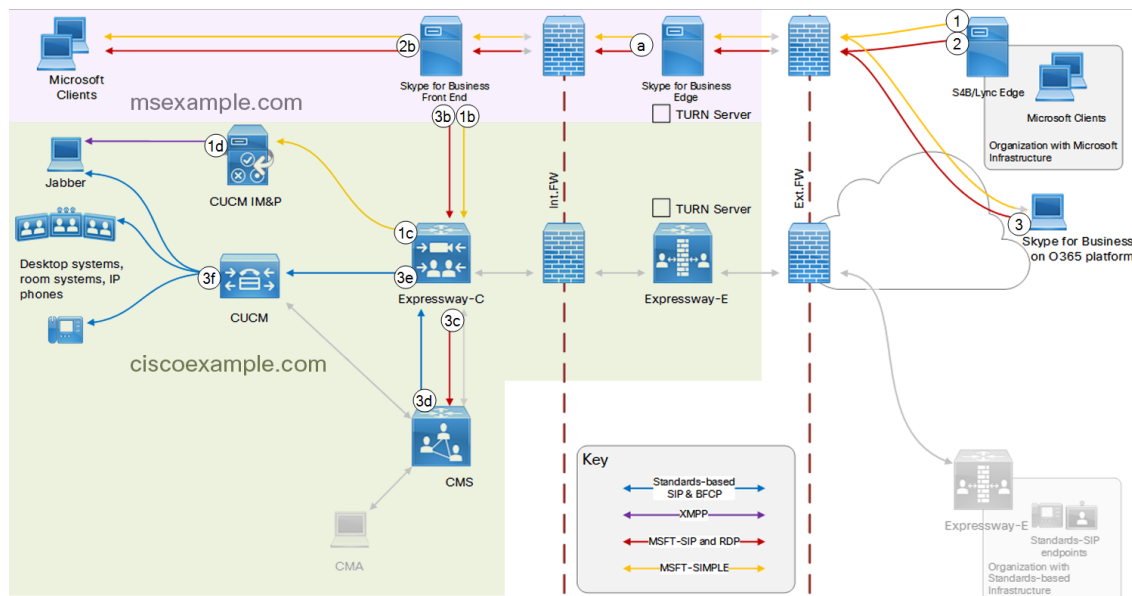 1
2b
a
2
Microsoft
Clients
Skype for Business
Front End
Skype for Business
Edge
S4B/Lync Edge
msexample.com
3b
1b
TURN Server
Microsoft Clients
Organization with Microsoft
Infrastructure
1d
Jabber
CUCM IM&P
Int.FW
Ext.FW
TURN Server
1c
3
Skype for Business
on O365 platform
Desktop systems,
room systems, IP
phones
3f
3e
Expressway-C
Expressway-E
CUCM
3c
ciscoexample.com
3d
CMS
CMA
Key
Standards-based
SIP & BFCP
XMPP
MSFT-SIP and RDP
MSFT-SIMPLE
Expressway-E
Standards-SIP
endpoints
Organization with
Standards-based
Infrastructure